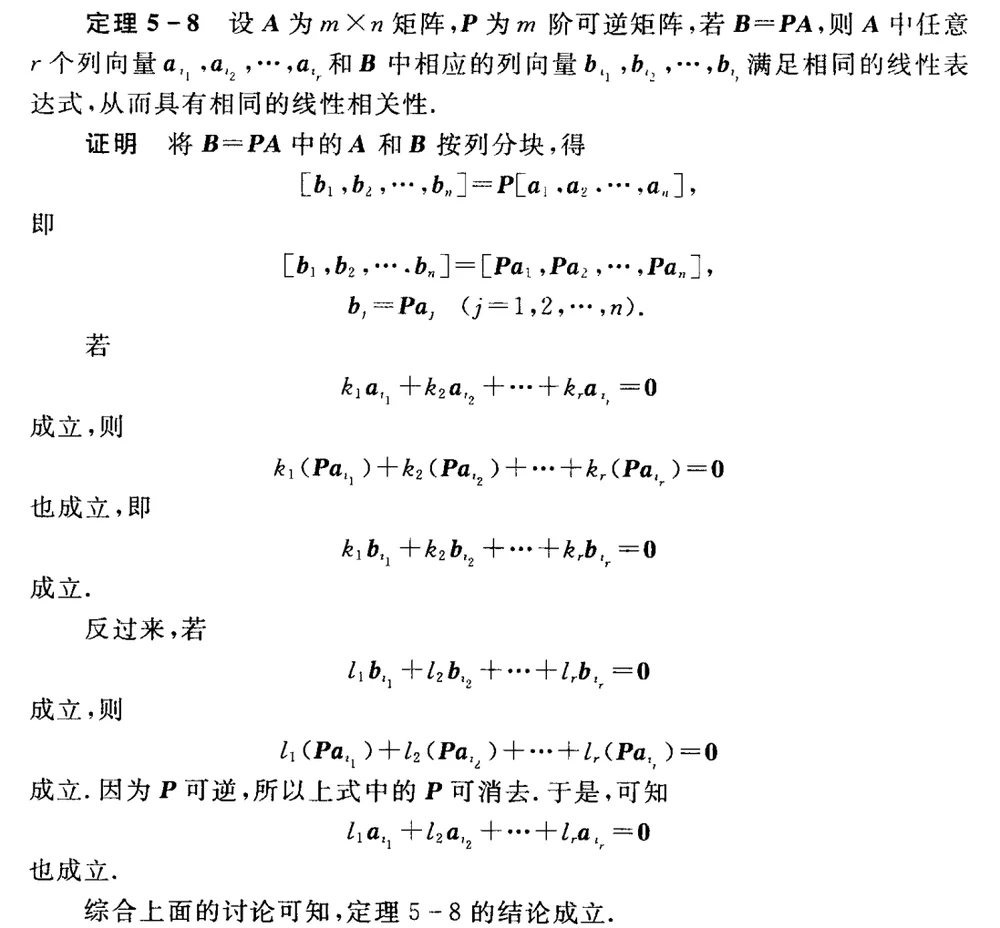 定理 5-8 设 A 为 m×n 矩阵,P 为 m 阶可逆矩阵,若 B=PA,则 A 中任意
r 个列向量 a_{i_1},a_{i_2},…,a_{i_r} 和 B 中相应的列向量 b_{i_1},b_{i_2},…,b_{i_r} 满足相同的线性表
达式,从而具有相同的线性相关性.
证明 将 B=PA 中的 A 和 B 按列分块,得
[b_1,b_2,…,b_n]=P[a_1,a_2,…,a_n],
即
[b_1,b_2,…,b_n]=[Pa_1,Pa_2,…,Pa_n],
b_j=Pa_j (j=1,2,…,n).
若
k_1a_{i_1}+k_2a_{i_2}+…+k_ra_{i_r}=0
成立,则
k_1(Pa_{i_1})+k_2(Pa_{i_2})+…+k_r(Pa_{i_r})=0
也成立,即
k_1b_{i_1}+k_2b_{i_2}+…+k_rb_{i_r}=0
成立.
反过来,若
l_1b_{i_1}+l_2b_{i_2}+…+l_rb_{i_r}=0
成立,则
l_1(Pa_{i_1})+l_2(Pa_{i_2})+…+l_r(Pa_{i_r})=0
成立.因为 P 可逆,所以上式中的 P 可消去.于是,可知
l_1a_{i_1}+l_2a_{i_2}+…+l_ra_{i_r}=0
也成立.
综合上面的讨论可知,定理 5-8 的结论成立.